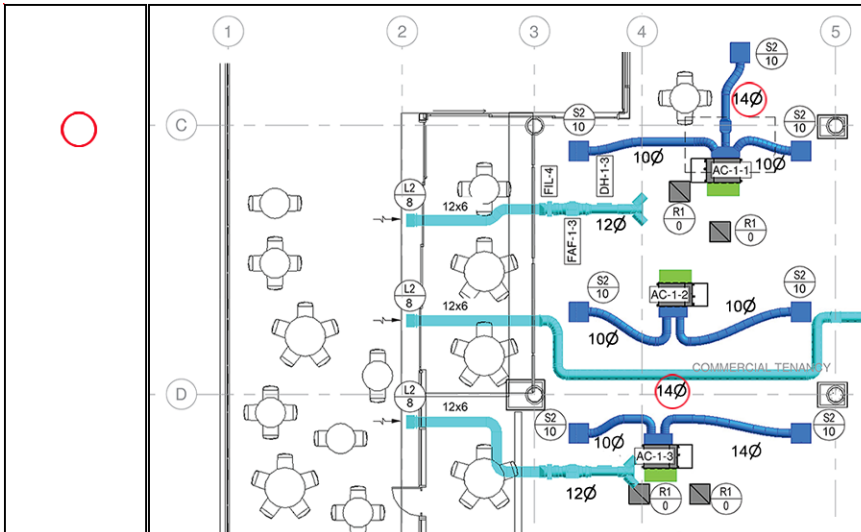 1
2
3
4
5
S2
10
14Ø
C
S2
10
S2
10
10Ø
10Ø
AC-1-1
FIL-4
DH-1-3
L2
8
12x6
R1
0
12Ø
FAF-1-3
R1
0
S2
10
S2
10
L2
8
12x6
AC-1-2
10Ø
10Ø
COMMERCIAL TENANCY
D
14Ø
L2
8
12x6
S2
10
S2
10
10Ø
14Ø
AC-1-3
12Ø
R1
0
R1
0